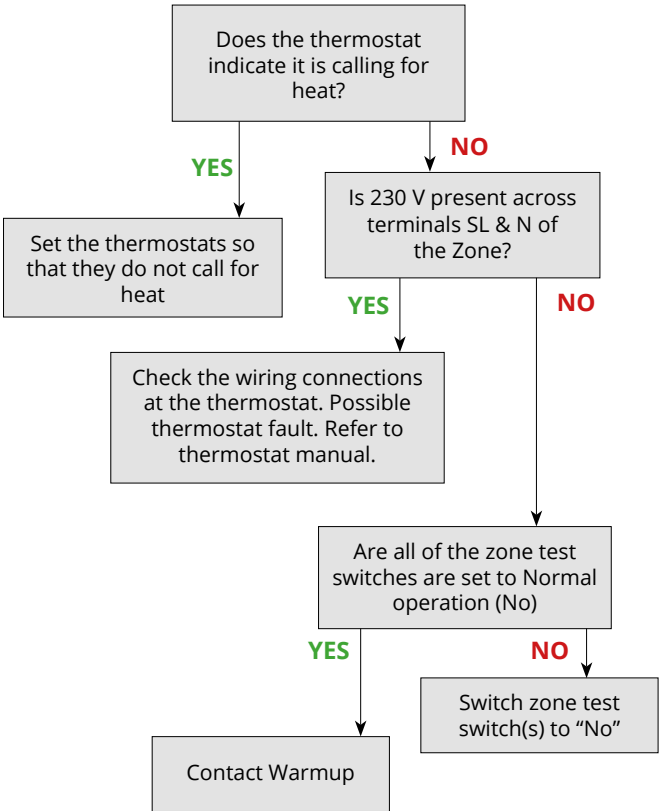 Does the thermostat
indicate it is calling for
heat?
YES
NO
Set the thermostats so
that they do not call for
heat
Is 230 V present across
terminals SL & N of
the Zone?
YES
NO
Check the wiring connections
at the thermostat. Possible
thermostat fault. Refer to
thermostat manual.
Are all of the zone test
switches are set to Normal
operation (No)
YES
NO
Switch zone test
switch(s) to “No”
Contact Warmup